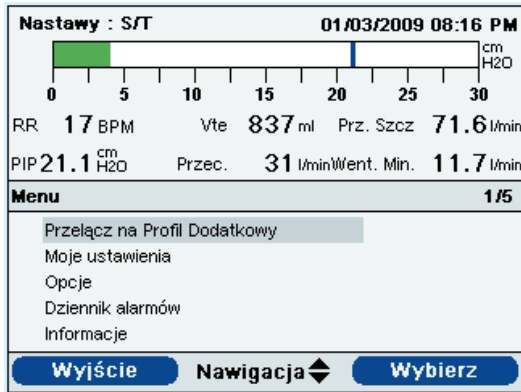 Nastawy : S/T 01/03/2009 08:16 PM
cm H2O
0 5 10 15 20 25 30
RR 17 BPM Vte 837 ml Prz. Szcz 71.6 l/min
PIP 21.1 cm H2O Przec. 31 l/min Went. Min. 11.7 l/min
Menu 1/5
Przełącz na Profil Dodatkowy
Moje ustawienia
Opcje
Dziennik alarmów
Informacje
Wyjście Nawigacja Wybierz